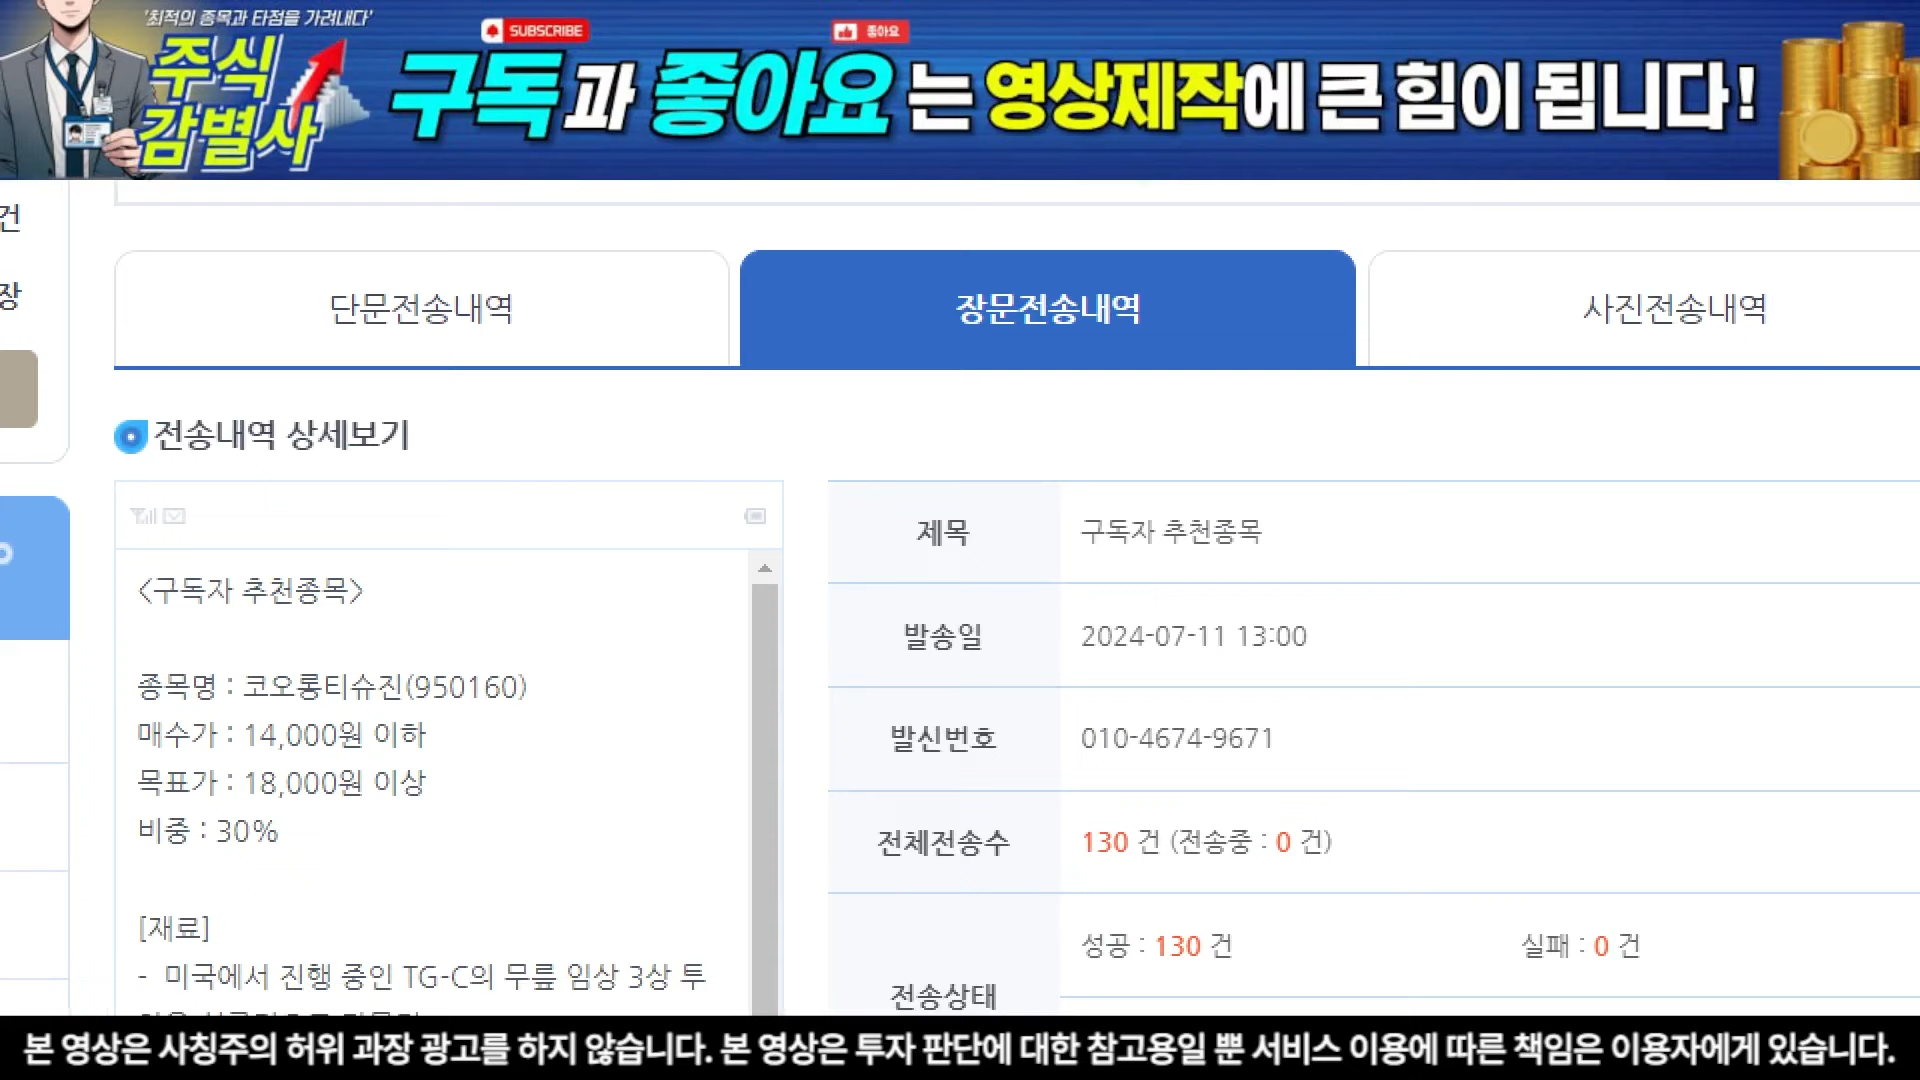 '최적의 종목과 타점을 가려내다'
주식
감별사
SUBSCRIBE
좋아요
구독과 좋아요는 영상제작에 큰 힘이 됩니다!
건
장
단문전송내역
장문전송내역
사진전송내역
전송내역 상세보기
<구독자 추천종목>
종목명 : 코오롱티슈진(950160)
매수가 : 14,000원 이하
목표가 : 18,000원 이상
비중 : 30%
[재료]
- 미국에서 진행 중인 TG-C의 무릎 임상 3상 투
제목 구독자 추천종목
발송일 2024-07-11 13:00
발신번호 010-4674-9671
전체전송수 130 건 (전송중 : 0 건)
전송상태 성공 : 130 건 실패 : 0 건
본 영상은 사칭주의 허위 과장 광고를 하지 않습니다. 본 영상은 투자 판단에 대한 참고용일 뿐 서비스 이용에 따른 책임은 이용자에게 있습니다.